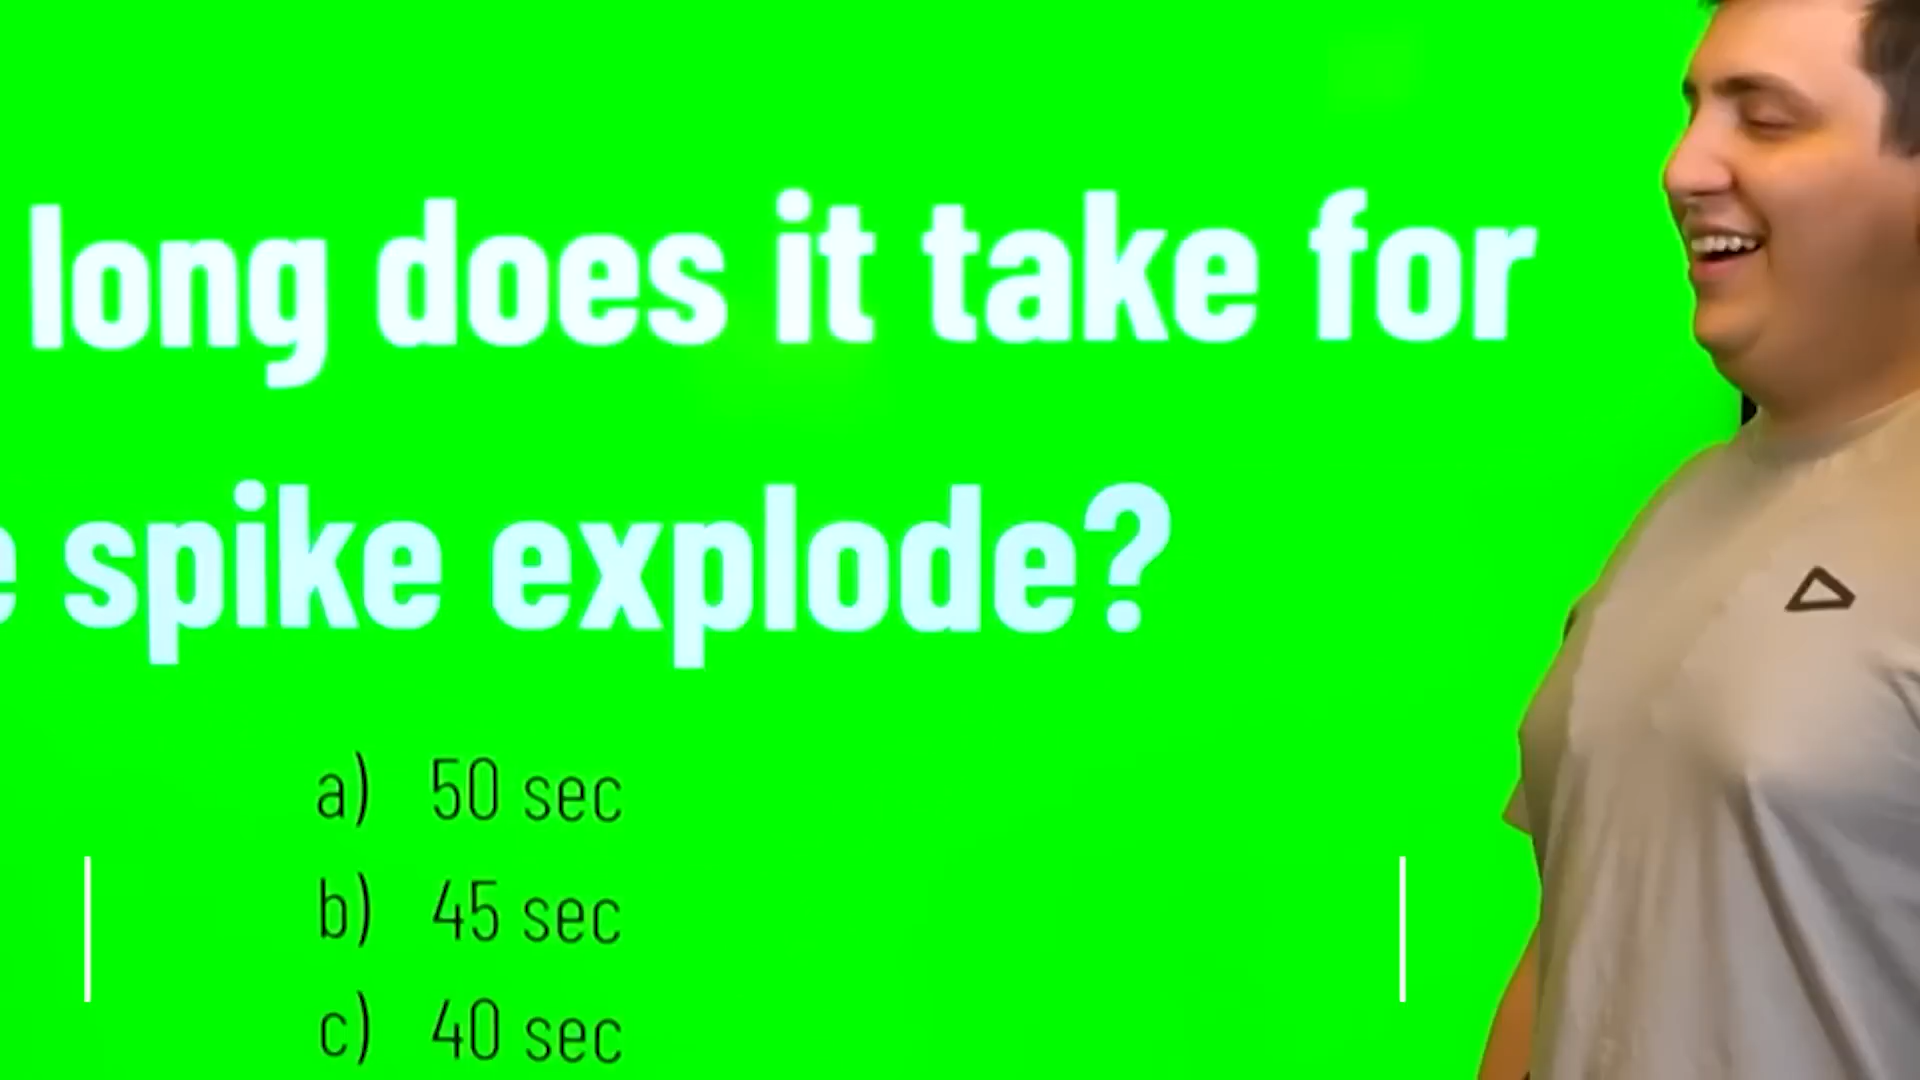 long does it take for
e spike explode?
a) 50 sec
b) 45 sec
c) 40 sec